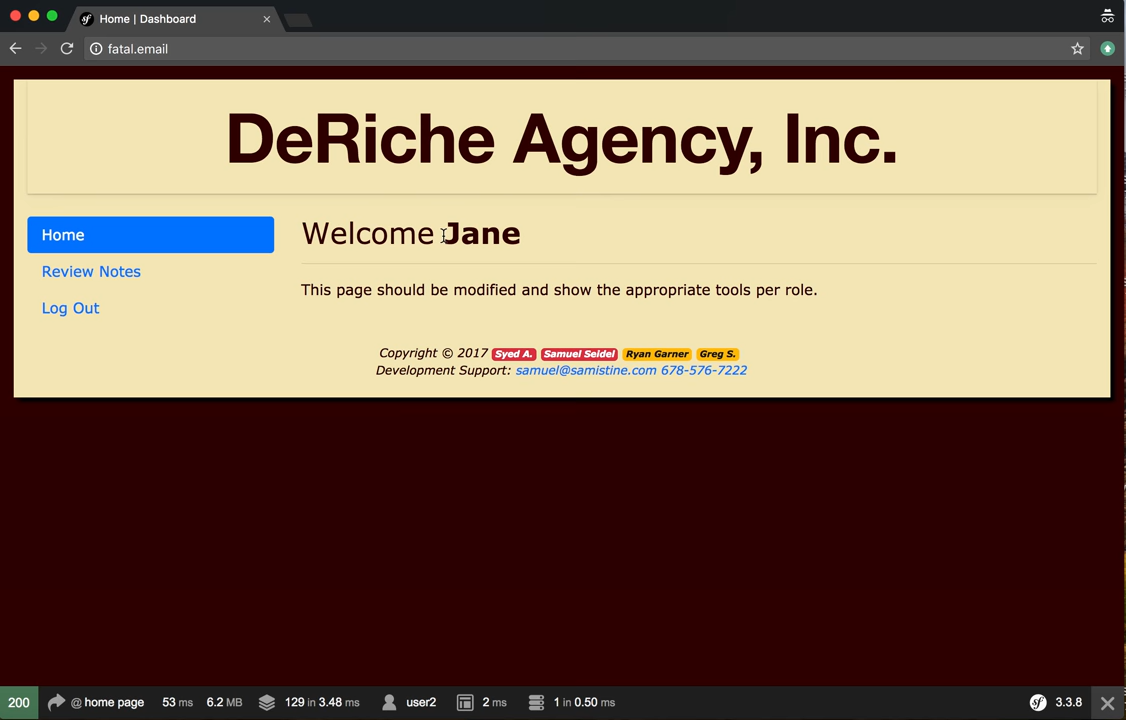 Home | Dashboard
fatal.email
DeRiche Agency, Inc.
Home
Welcome Jane
Review Notes
This page should be modified and show the appropriate tools per role.
Log Out
Copyright © 2017 Syed A. Samuel Seidel Ryan Garner Greg S.
Development Support: samuel@samistine.com 678-576-7222
200 @ home page 53 ms 6.2 MB 129 in 3.48 ms user2 2 ms 1 in 0.50 ms sf 3.3.8